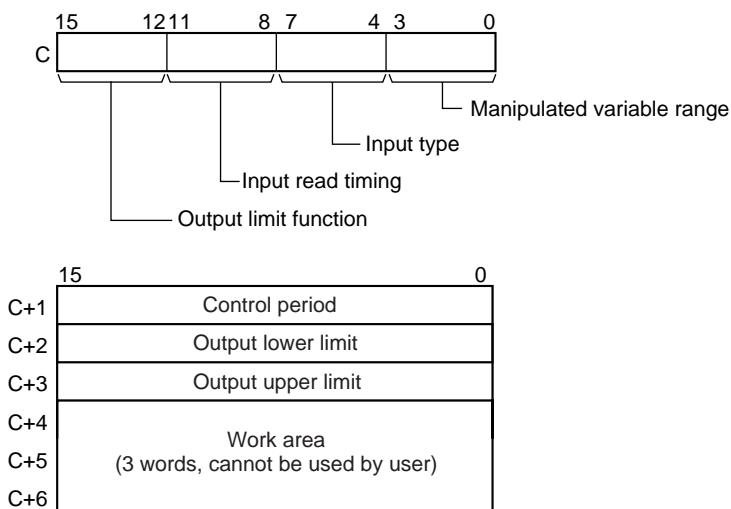 15 12 11 8 7 4 3 0
C
Manipulated variable range
Input type
Input read timing
Output limit function
15 0
C+1 Control period
C+2 Output lower limit
C+3 Output upper limit
C+4
Work area
C+5 (3 words, cannot be used by user)
C+6